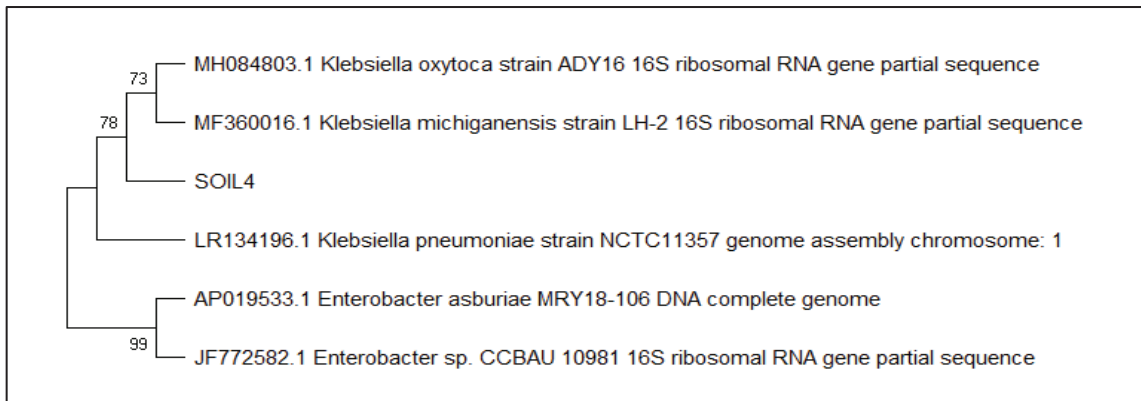 73
MH084803.1 Klebsiella oxytoca strain ADY16 16S ribosomal RNA gene partial sequence
78
MF360016.1 Klebsiella michiganensis strain LH-2 16S ribosomal RNA gene partial sequence
SOIL4
LR134196.1 Klebsiella pneumoniae strain NCTC11357 genome assembly chromosome: 1
AP019533.1 Enterobacter asburiae MRY18-106 DNA complete genome
99
JF772582.1 Enterobacter sp. CCBAU 10981 16S ribosomal RNA gene partial sequence